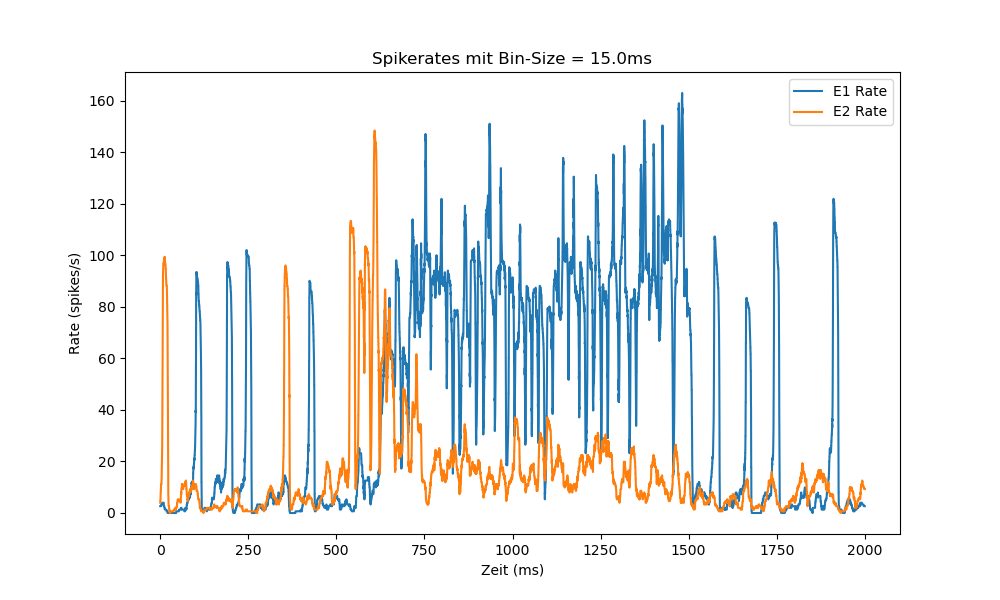 Spikerates mit Bin-Size = 15.0ms
E1 Rate
E2 Rate
Rate (spikes/s)
160
140
120
100
80
60
40
20
0
0 250 500 750 1000 1250 1500 1750 2000
Zeit (ms)